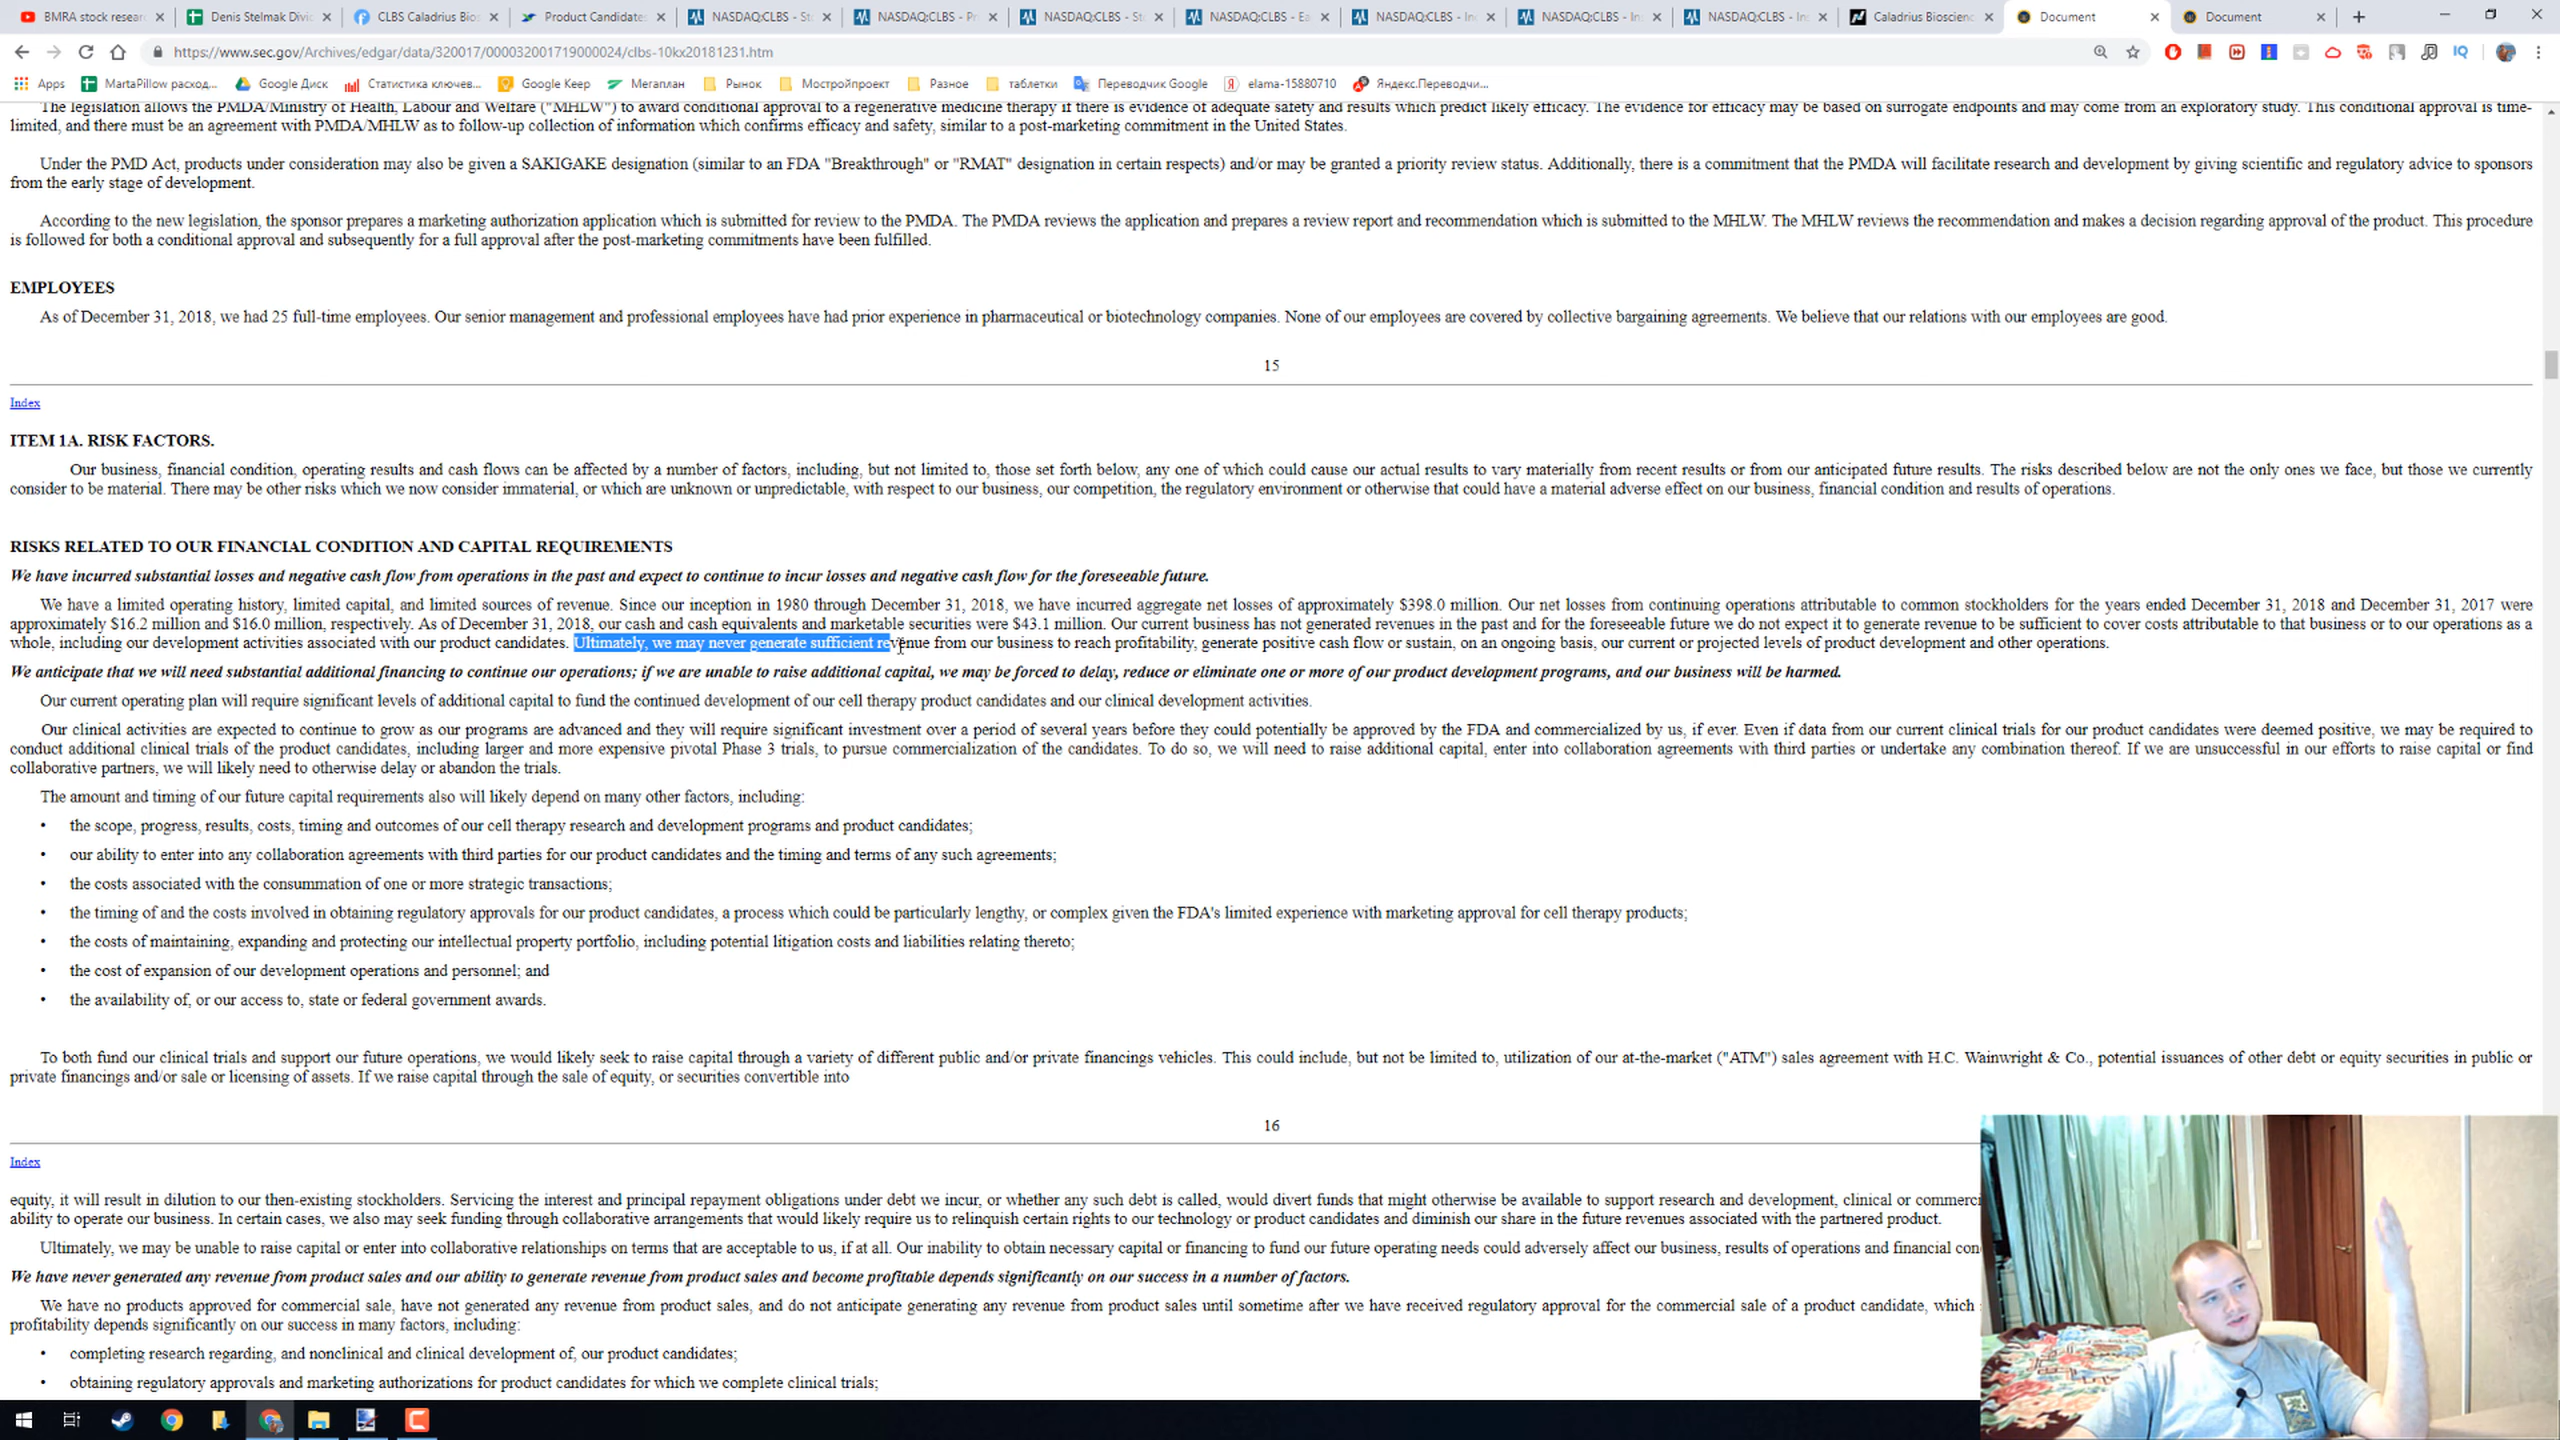 BMRA stock resear
Denis Stelmak Divid
CLBS Caladrius Bios
Product Candidates
NASDAQ:CLBS - St
NASDAQ:CLBS - Pr
NASDAQ:CLBS - St
NASDAQ:CLBS - Ea
NASDAQ:CLBS - In
NASDAQ:CLBS - In
NASDAQ:CLBS - In
Caladrius Bioscienc
Document
Document
https://www.sec.gov/Archives/edgar/data/320017/000032001719000024/clbs-10kx20181231.htm
Apps
MartaPillow расход...
Google Диск
Статистика ключев...
Google Keep
Мегаплан
Рынок
Мостройпроект
Разное
таблетки
Переводчик Google
elama-15880710
Яндекс.Переводчи...
The legislation allows the PMDA/Ministry of Health, Labour and Welfare ("MHLW") to award conditional approval to a regenerative medicine therapy if there is evidence of adequate safety and results which predict likely efficacy. The evidence for efficacy may be based on surrogate endpoints and may come from an exploratory study. This conditional approval is time-
limited, and there must be an agreement with PMDA/MHLW as to follow-up collection of information which confirms efficacy and safety, similar to a post-marketing commitment in the United States.
Under the PMD Act, products under consideration may also be given a SAKIGAKE designation (similar to an FDA "Breakthrough" or "RMAT" designation in certain respects) and/or may be granted a priority review status. Additionally, there is a commitment that the PMDA will facilitate research and development by giving scientific and regulatory advice to sponsors
from the early stage of development.
According to the new legislation, the sponsor prepares a marketing authorization application which is submitted for review to the PMDA. The PMDA reviews the application and prepares a review report and recommendation which is submitted to the MHLW. The MHLW reviews the recommendation and makes a decision regarding approval of the product. This procedure
is followed for both a conditional approval and subsequently for a full approval after the post-marketing commitments have been fulfilled.
EMPLOYEES
As of December 31, 2018, we had 25 full-time employees. Our senior management and professional employees have had prior experience in pharmaceutical or biotechnology companies. None of our employees are covered by collective bargaining agreements. We believe that our relations with our employees are good.
15
Index
ITEM 1A. RISK FACTORS.
Our business, financial condition, operating results and cash flows can be affected by a number of factors, including, but not limited to, those set forth below, any one of which could cause our actual results to vary materially from recent results or from our anticipated future results. The risks described below are not the only ones we face, but those we currently
consider to be material. There may be other risks which we now consider immaterial, or which are unknown or unpredictable, with respect to our business, our competition, the regulatory environment or otherwise that could have a material adverse effect on our business, financial condition and results of operations.
RISKS RELATED TO OUR FINANCIAL CONDITION AND CAPITAL REQUIREMENTS
We have incurred substantial losses and negative cash flow from operations in the past and expect to continue to incur losses and negative cash flow for the foreseeable future.
We have a limited operating history, limited capital, and limited sources of revenue. Since our inception in 1980 through December 31, 2018, we have incurred aggregate net losses of approximately $398.0 million. Our net losses from continuing operations attributable to common stockholders for the years ended December 31, 2018 and December 31, 2017 were
approximately $16.2 million and $16.0 million, respectively. As of December 31, 2018, our cash and cash equivalents and marketable securities were $43.1 million. Our current business has not generated revenues in the past and for the foreseeable future we do not expect it to generate revenue to be sufficient to cover costs attributable to that business or to our operations as a
whole, including our development activities associated with our product candidates. Ultimately, we may never generate sufficient revenue from our business to reach profitability, generate positive cash flow or sustain, on an ongoing basis, our current or projected levels of product development and other operations.
We anticipate that we will need substantial additional financing to continue our operations; if we are unable to raise additional capital, we may be forced to delay, reduce or eliminate one or more of our product development programs, and our business will be harmed.
Our current operating plan will require significant levels of additional capital to fund the continued development of our cell therapy product candidates and our clinical development activities.
Our clinical activities are expected to continue to grow as our programs are advanced and they will require significant investment over a period of several years before they could potentially be approved by the FDA and commercialized by us, if ever. Even if data from our current clinical trials for our product candidates were deemed positive, we may be required to
conduct additional clinical trials of the product candidates, including larger and more expensive pivotal Phase 3 trials, to pursue commercialization of the candidates. To do so, we will need to raise additional capital, enter into collaboration agreements with third parties or undertake any combination thereof. If we are unsuccessful in our efforts to raise capital or find
collaborative partners, we will likely need to otherwise delay or abandon the trials.
The amount and timing of our future capital requirements also will likely depend on many other factors, including:
• the scope, progress, results, costs, timing and outcomes of our cell therapy research and development programs and product candidates;
• our ability to enter into any collaboration agreements with third parties for our product candidates and the timing and terms of any such agreements;
• the costs associated with the consummation of one or more strategic transactions;
• the timing of and the costs involved in obtaining regulatory approvals for our product candidates, a process which could be particularly lengthy, or complex given the FDA's limited experience with marketing approval for cell therapy products;
• the costs of maintaining, expanding and protecting our intellectual property portfolio, including potential litigation costs and liabilities relating thereto;
• the cost of expansion of our development operations and personnel; and
• the availability of, or our access to, state or federal government awards.
To both fund our clinical trials and support our future operations, we would likely seek to raise capital through a variety of different public and/or private financings vehicles. This could include, but not be limited to, utilization of our at-the-market ("ATM") sales agreement with H.C. Wainwright & Co., potential issuances of other debt or equity securities in public or
private financings and/or sale or licensing of assets. If we raise capital through the sale of equity, or securities convertible into
16
Index
equity, it will result in dilution to our then-existing stockholders. Servicing the interest and principal repayment obligations under debt we incur, or whether any such debt is called, would divert funds that might otherwise be available to support research and development, clinical or commerci
ability to operate our business. In certain cases, we also may seek funding through collaborative arrangements that would likely require us to relinquish certain rights to our technology or product candidates and diminish our share in the future revenues associated with the partnered product.
Ultimately, we may be unable to raise capital or enter into collaborative relationships on terms that are acceptable to us, if at all. Our inability to obtain necessary capital or financing to fund our future operating needs could adversely affect our business, results of operations and financial con
We have never generated any revenue from product sales and our ability to generate revenue from product sales and become profitable depends significantly on our success in a number of factors.
We have no products approved for commercial sale, have not generated any revenue from product sales, and do not anticipate generating any revenue from product sales until sometime after we have received regulatory approval for the commercial sale of a product candidate, which
profitability depends significantly on our success in many factors, including:
• completing research regarding, and nonclinical and clinical development of, our product candidates;
• obtaining regulatory approvals and marketing authorizations for product candidates for which we complete clinical trials;